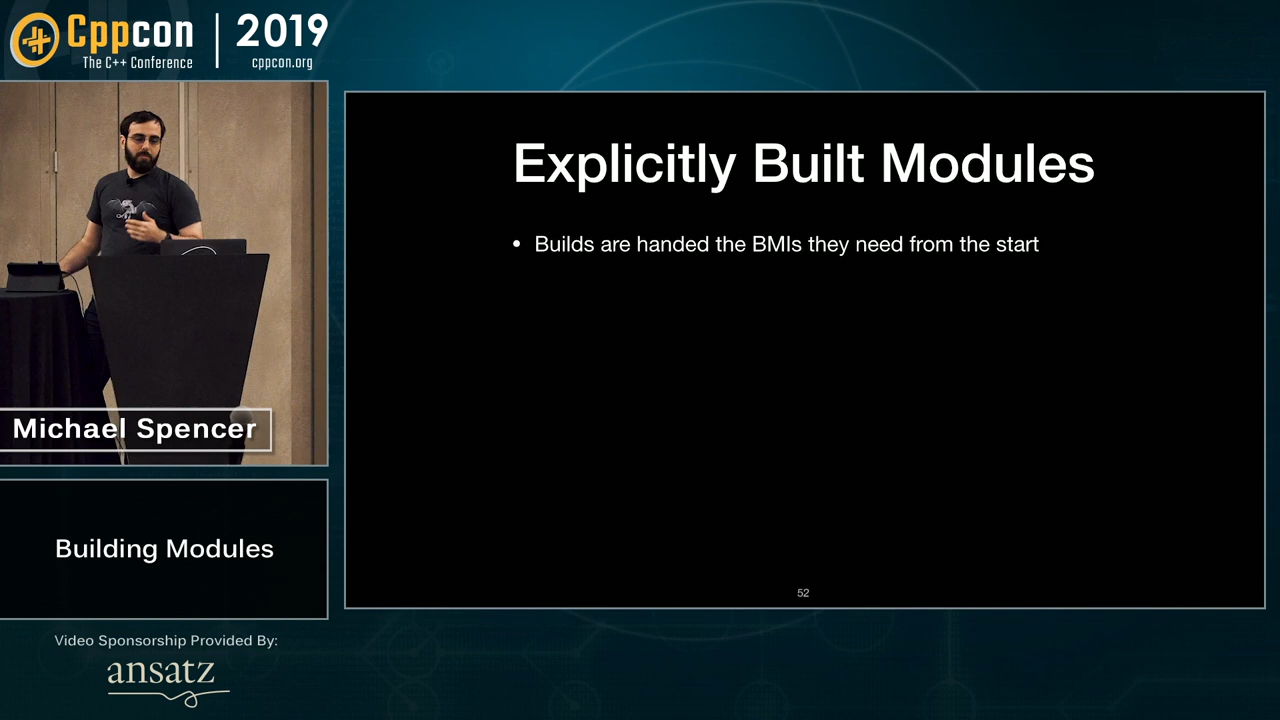 Cppcon
The C++ Conference
2019
cppcon.org
Explicitly Built Modules
• Builds are handed the BMIs they need from the start
52
Michael Spencer
Building Modules
Video Sponsorship Provided By:
ansatz